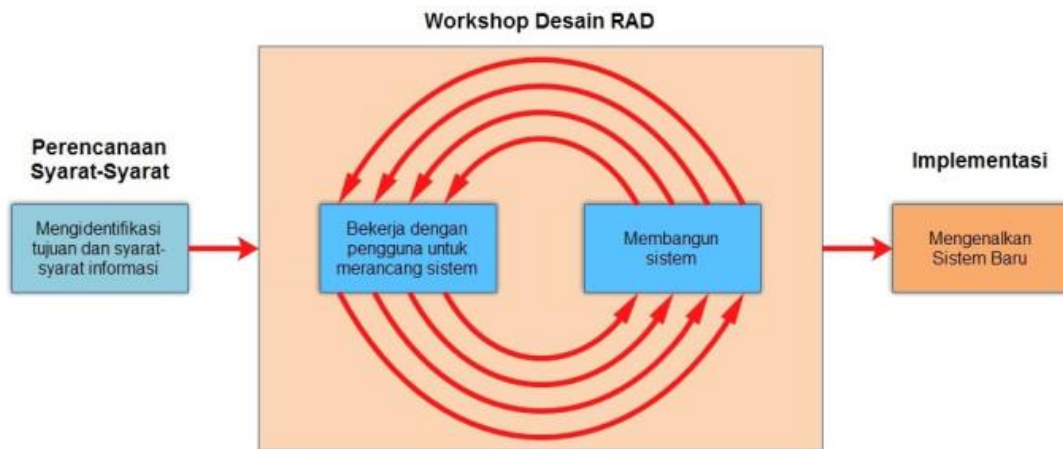 Workshop Desain RAD
Perencanaan
Syarat-Syarat
Mengidentifikasi
tujuan dan syarat-
syarat informasi
Bekerja dengan
pengguna untuk
merancang sistem
Membangun
sistem
Implementasi
Mengenalkan
Sistem Baru